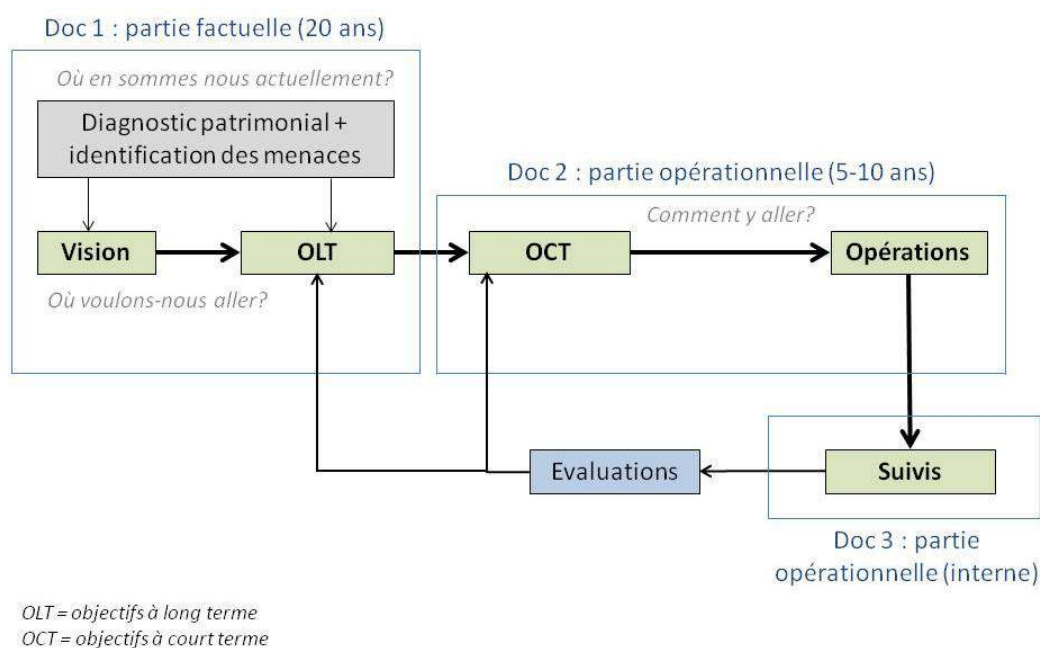 Doc 1 : partie factuelle (20 ans)
Où en sommes nous actuellement?
Diagnostic patrimonial +
identification des menaces
Doc 2 : partie opérationnelle (5-10 ans)
Comment y aller?
Vision
OLT
OCT
Opérations
Où voulons-nous aller?
Evaluations
Suivis
Doc 3 : partie
opérationnelle (interne)
OLT = objectifs à long terme
OCT = objectifs à court terme